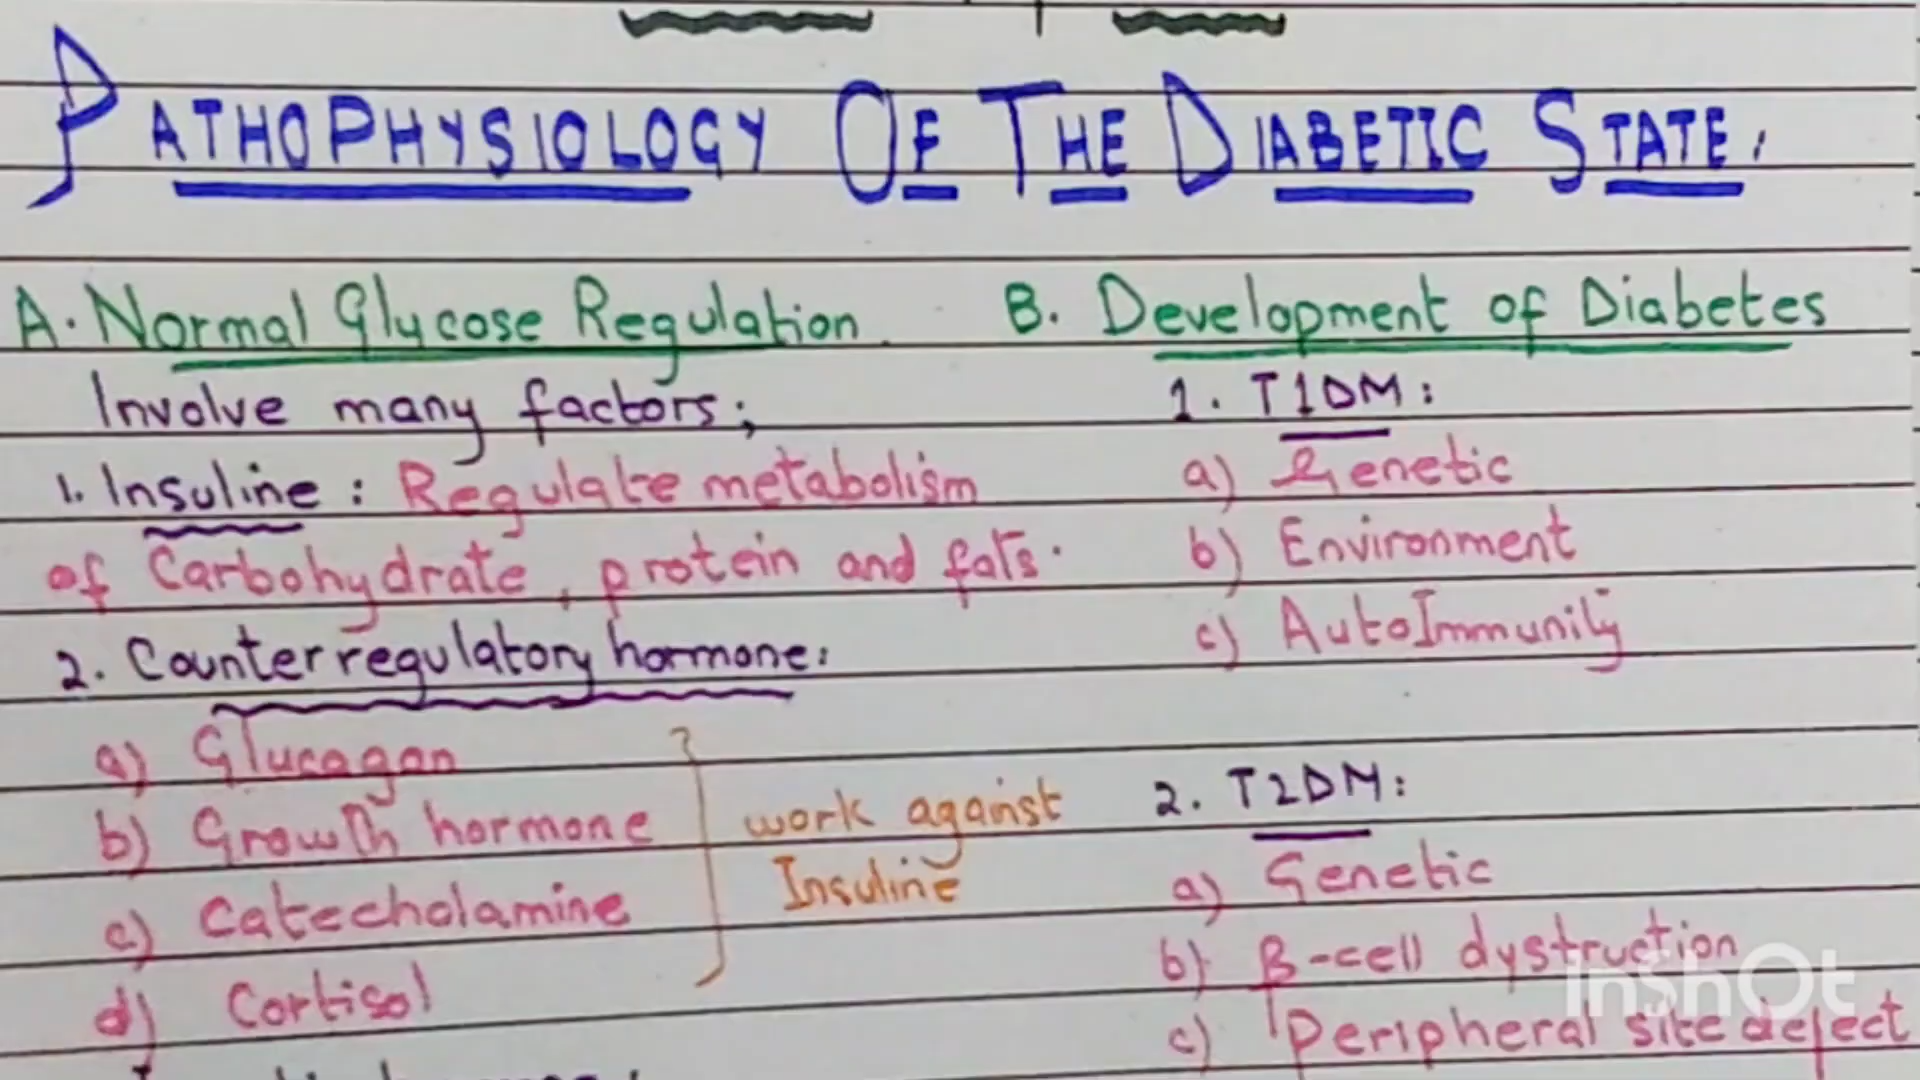 PATHOPHYSIOLOGY OF THE DIABETIC STATE.
A. Normal Glucose Regulation.
Involve many factors;
1. Insuline : Regulate metabolism
of Carbohydrate, protein and fats.
2. Counter regulatory hormone:
a) Glucagon
b) Growth hormone
c) Catecholamine
d) Cortisol
work against
Insuline
B. Development of Diabetes
1. T1DM:
a) Genetic
b) Environment
c) AutoImmunity
2. T2DM:
a) Genetic
b) B-cell dystruction
c) Peripheral site defect
InShOt